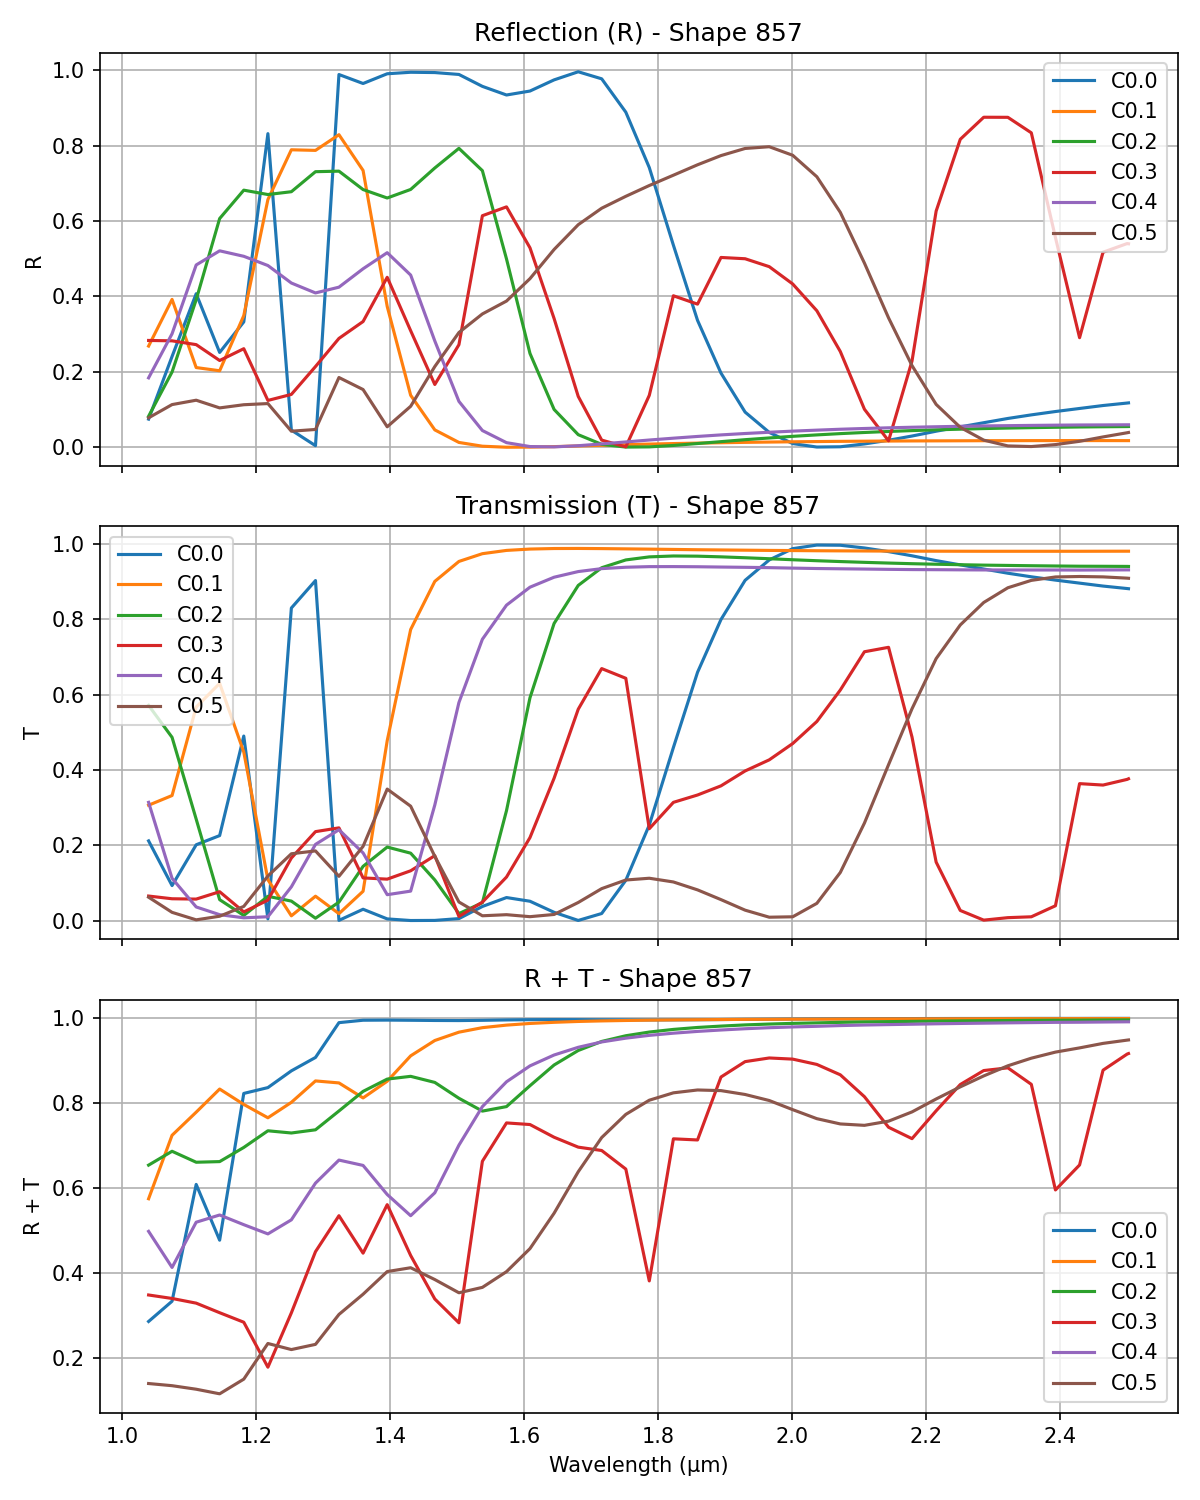 Reflection (R) - Shape 857
1.0
0.8
0.6
0.4
0.2
0.0
R
C0.0
C0.1
C0.2
C0.3
C0.4
C0.5
Transmission (T) - Shape 857
1.0
0.8
0.6
0.4
0.2
0.0
T
C0.0
C0.1
C0.2
C0.3
C0.4
C0.5
R + T - Shape 857
1.0
0.8
0.6
0.4
0.2
R + T
C0.0
C0.1
C0.2
C0.3
C0.4
C0.5
1.0 1.2 1.4 1.6 1.8 2.0 2.2 2.4
Wavelength (μm)